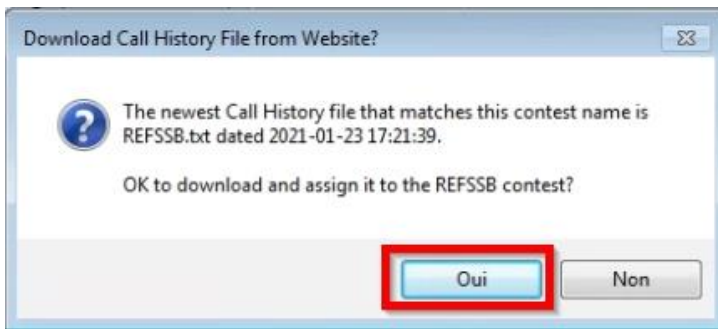 Download Call History File from Website?
The newest Call History file that matches this contest name is
REFSSB.txt dated 2021-01-23 17:21:39.
OK to download and assign it to the REFSSB contest?
Oui
Non